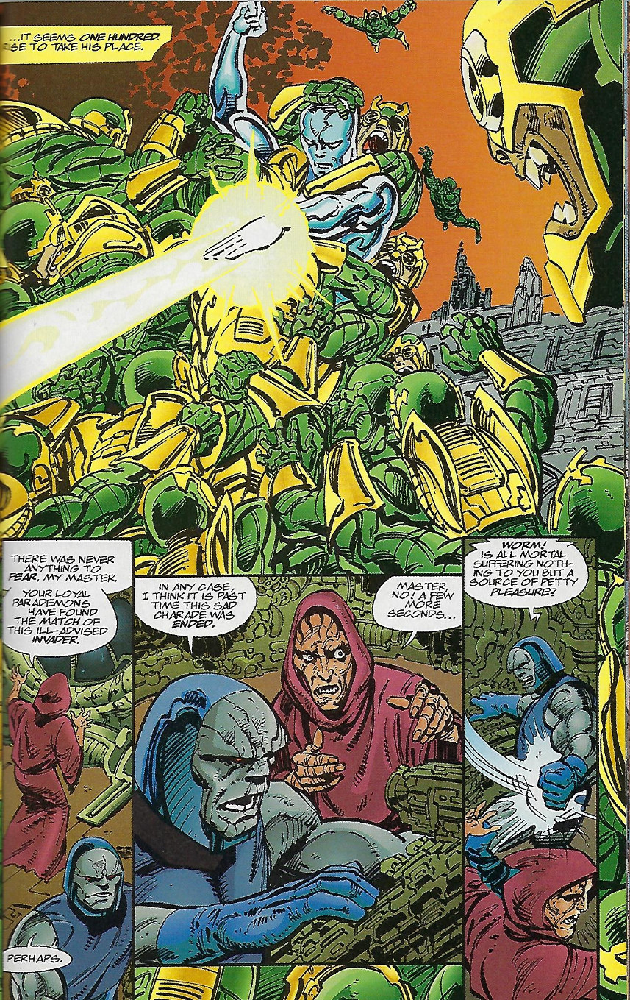 ...IT SEEMS ONE HUNDRED
SE TO TAKE HIS PLACE.
THERE WAS NEVER
ANYTHING TO
FEAR, MY MASTER.
YOUR LOYAL
PARADEMONS
HAVE FOUND
THE MATCH OF
THIS ILL-ADVISED
INVADER.
PERHAPS.
IN ANY CASE,
I THINK IT IS PAST
TIME THIS SAD
CHARADE WAS
ENDED.
MASTER,
NO! A FEW
MORE
SECONDS...
WORM!
IS ALL MORTAL
SUFFERING NOTH-
ING TO YOU BUT A
SOURCE OF PETTY
PLEASURE?